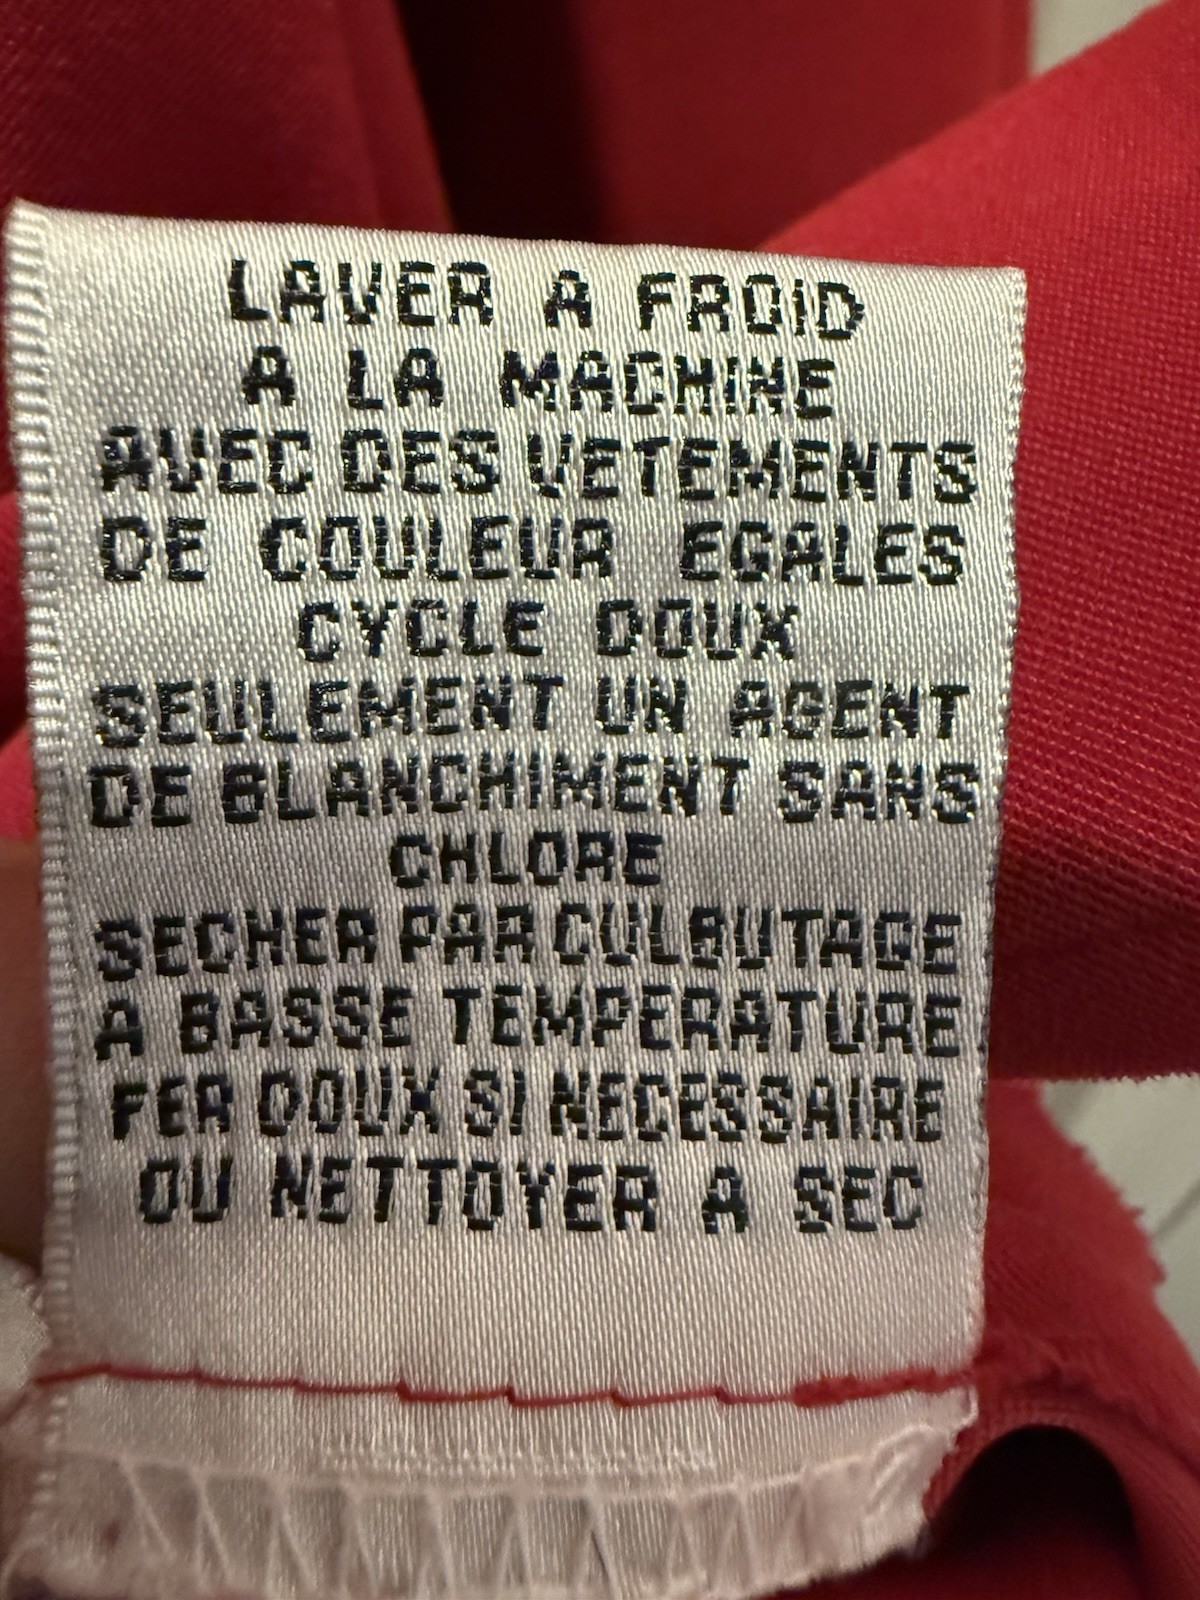 LAVER A FROID
A LA MACHINE
AVEC DES VETEMENTS
DE COULEUR EGALES
CYCLE DOUX
SEULEMENT UN AGENT
DE BLANCHIMENT SANS
CHLORE
SECHER PAR CULBUTAGE
A BASSE TEMPERATURE
FER DOUX SI NECESSAIRE
OU NETTOYER A SEC